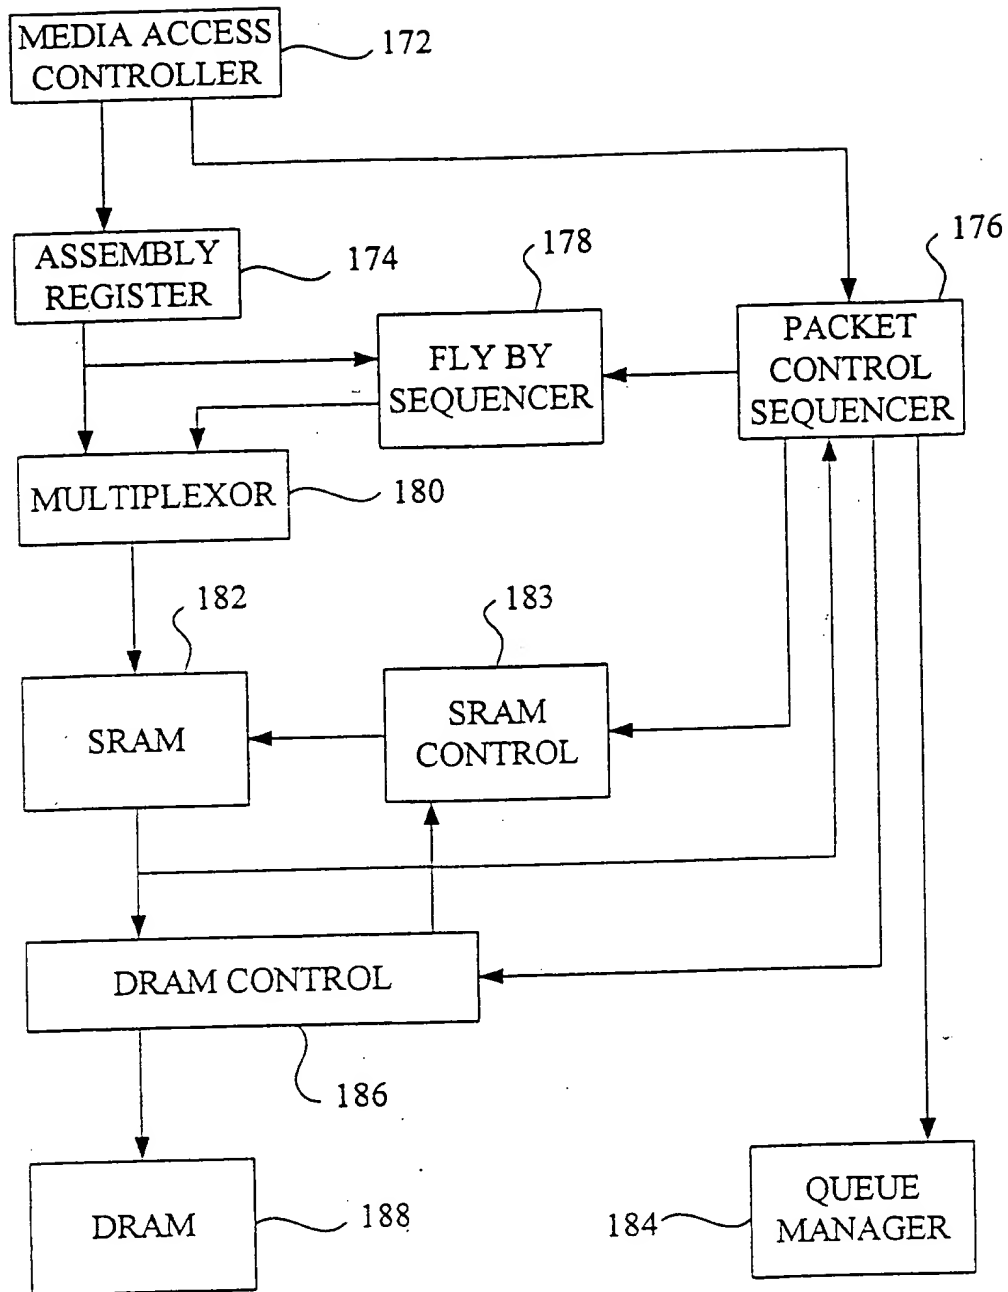 MEDIA ACCESS
CONTROLLER
172
ASSEMBLY
REGISTER
174
178
176
FLY BY
SEQUENCER
PACKET
CONTROL
SEQUENCER
MULTIPLEXOR
180
182
183
SRAM
SRAM
CONTROL
DRAM CONTROL
186
DRAM
188
184
QUEUE
MANAGER